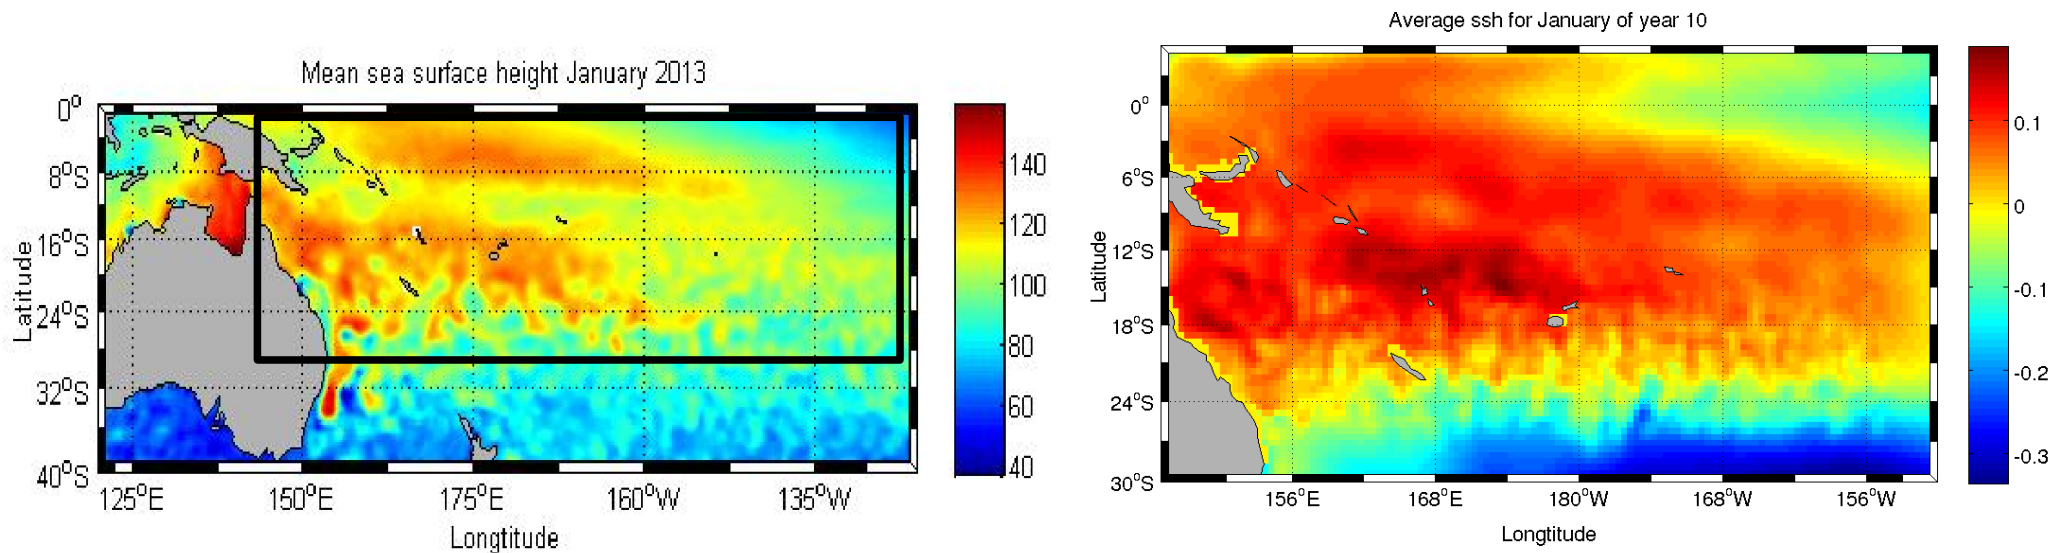 Mean sea surface height January 2013
0°
8°S
16°S
24°S
32°S
40°S
Latitude
125°E 150°E 175°E 160°W 135°W
Longtitude
140
120
100
80
60
40
Average ssh for January of year 10
0°
6°S
12°S
18°S
24°S
30°S
Latitude
156°E 168°E 180°W 168°W 156°W
Longtitude
0.1
0
-0.1
-0.2
-0.3